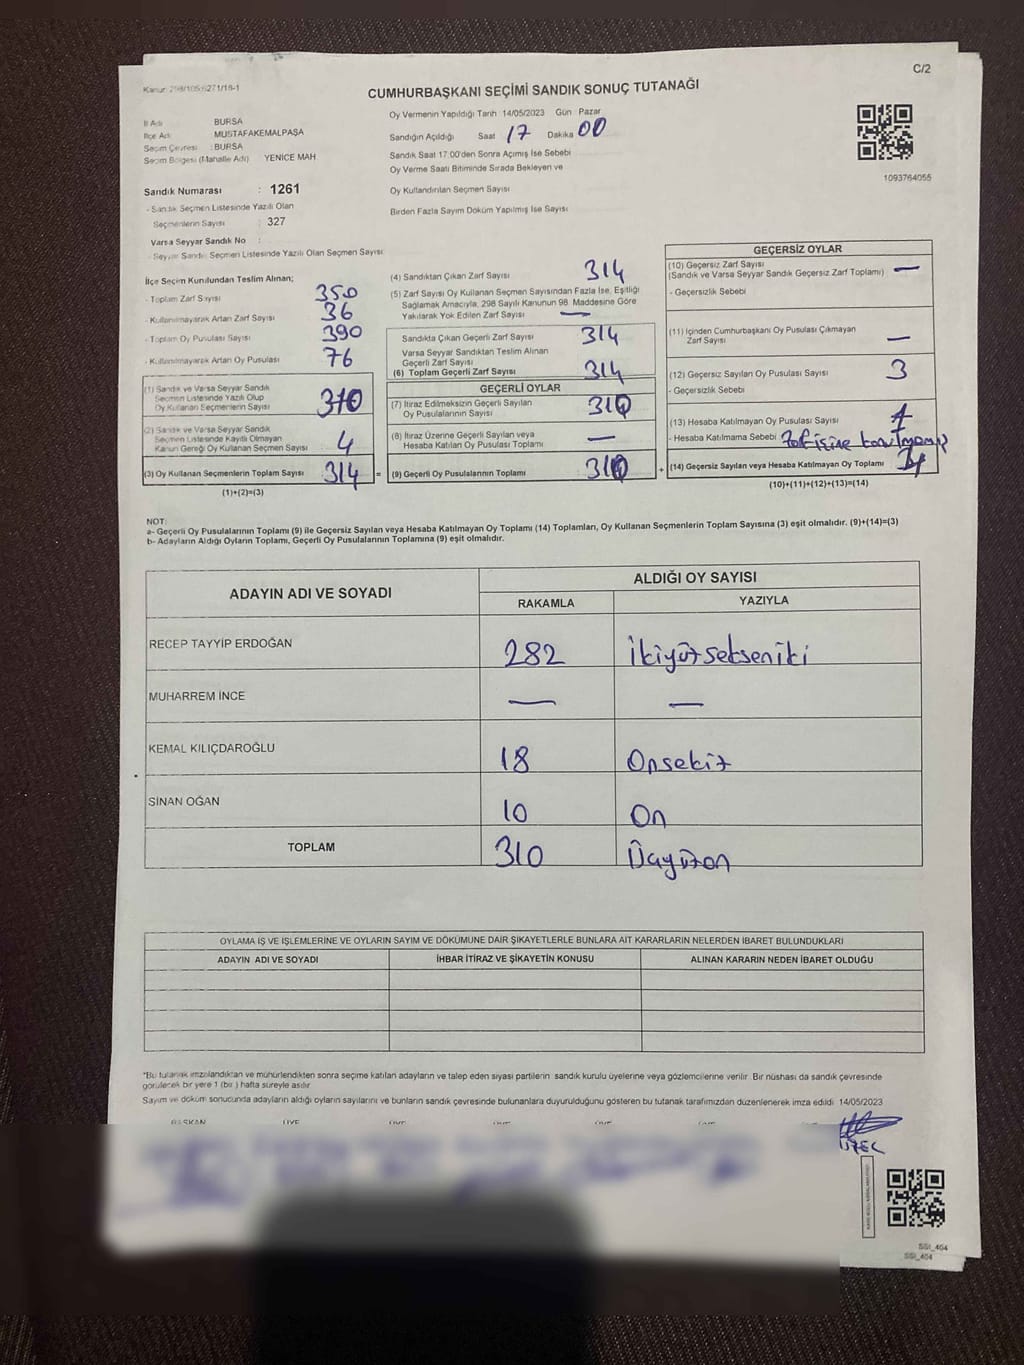 C/2
CUMHURBAŞKANI SEÇİMİ SANDIK SONUÇ TUTANAĞI
İl Adı BURSA
İlçe Adı MUSTAFAKEMALPAŞA
Seçim Çevresi : BURSA
Seçim Bölgesi (Mahalle Adı) YENİCE MAH
Sandık Numarası : 1261
- Sandık Seçmen Listesinde Yazılı Olan
Seçmenlerin Sayısı : 327
Varsa Seyyar Sandık No :
- Seyyar Sandık Seçmen Listesinde Yazılı Olan Seçmen Sayısı
Oy Vermenin Yapıldığı Tarih 14/05/2023 Gün Pazar
Sandığın Açıldığı Saat 17 Dakika 00
Sandık Saat 17:00'den Sonra Açımış İse Sebebi
Oy Verme Saati Bitiminde Sırada Bekleyen ve
Oy Kullandırılan Seçmen Sayısı
Birden Fazla Sayım Döküm Yapılmış İse Sayısı
1093764055
İlçe Seçim Kurulundan Teslim Alınan;
- Toplam Zarf Sayısı 350
- Kullanılmayarak Artan Zarf Sayısı 36
- Toplam Oy Pusulası Sayısı 390
- Kullanılmayarak Artan Oy Pusulası 76
(1) Sandık ve Varsa Seyyar Sandık
Seçmen Listesinde Yazılı Olup
Oy Kullanan Seçmenlerin Sayısı 310
(2) Sandık ve Varsa Seyyar Sandık
Seçmen Listesinde Kayıtlı Olmayan
Kanun Gereği Oy Kullanan Seçmen Sayısı 4
(3) Oy Kullanan Seçmenlerin Toplam Sayısı 314 =
(1)+(2)=(3)
(4) Sandıktan Çıkan Zarf Sayısı 314
(5) Zarf Sayısı Oy Kullanan Seçmen Sayısından Fazla İse, Eşitliği
Sağlamak Amacıyla, 298 Sayılı Kanunun 98. Maddesine Göre
Yakılarak Yok Edilen Zarf Sayısı —
Sandıkta Çıkan Geçerli Zarf Sayısı 314
Varsa Seyyar Sandıktan Teslim Alınan
Geçerli Zarf Sayısı
(6) Toplam Geçerli Zarf Sayısı 314
GEÇERLİ OYLAR
(7) İtiraz Edilmeksizin Geçerli Sayılan
Oy Pusulalarının Sayısı 310
(8) İtiraz Üzerine Geçerli Sayılan veya
Hesaba Katılan Oy Pusulası Toplamı —
(9) Geçerli Oy Pusulalarının Toplamı 310 +
GEÇERSİZ OYLAR
(10) Geçersiz Zarf Sayısı
(Sandık ve Varsa Seyyar Sandık Geçersiz Zarf Toplamı) —
- Geçersizlik Sebebi
(11) İçinden Cumhurbaşkanı Oy Pusulası Çıkmayan
Zarf Sayısı —
(12) Geçersiz Sayılan Oy Pusulası Sayısı 3
- Geçersizlik Sebebi
(13) Hesaba Katılmayan Oy Pusulası Sayısı 1
- Hesaba Katılmama Sebebi
(14) Geçersiz Sayılan veya Hesaba Katılmayan Oy Toplamı
(10)+(11)+(12)+(13)=(14)
NOT:
a- Geçerli Oy Pusulalarının Toplamı (9) ile Geçersiz Sayılan veya Hesaba Katılmayan Oy Toplamı (14) Toplamları, Oy Kullanan Seçmenlerin Toplam Sayısına (3) eşit olmalıdır. (9)+(14)=(3)
b- Adayların Aldığı Oyların Toplamı, Geçerli Oy Pusulalarının Toplamına (9) eşit olmalıdır.
ADAYIN ADI VE SOYADI
ALDIĞI OY SAYISI
RAKAMLA YAZIYLA
RECEP TAYYİP ERDOĞAN 282 İkiyüzsekseniki
MUHARREM İNCE — —
KEMAL KILIÇDAROĞLU 18 Onsekiz
SİNAN OĞAN 10 On
TOPLAM 310 Üçyüzon
OYLAMA İŞ VE İŞLEMLERİNE VE OYLARIN SAYIM VE DÖKÜMÜNE DAİR ŞİKAYETLERLE BUNLARA AİT KARARLARIN NELERDEN İBARET BULUNDUKLARI
ADAYIN ADI VE SOYADI İHBAR İTİRAZ VE ŞİKAYETİN KONUSU ALINAN KARARIN NEDEN İBARET OLDUĞU
*Bu tutanak imzalandıktan ve mühürlendikten sonra seçime katılan adayların ve talep eden siyasi partilerin sandık kurulu üyelerine veya gözlemcilerine verilir. Bir nüshası da sandık çevresinde
görülecek bir yere 1 (bir) hafta süreyle asılır
Sayım ve döküm sonucunda adayların aldığı oyların sayılarını ve bunların sandık çevresinde bulunanlara duyurulduğunu gösteren bu tutanak tarafımızdan düzenlenerek imza edildi. 14/05/2023
BAŞKAN ÜYE ÜYE ÜYE ÜYE ÜYE
SSI_404
SSI_404